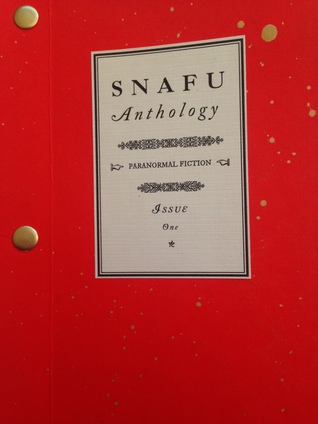 SNAFU
Anthology
PARANORMAL FICTION
Issue
One